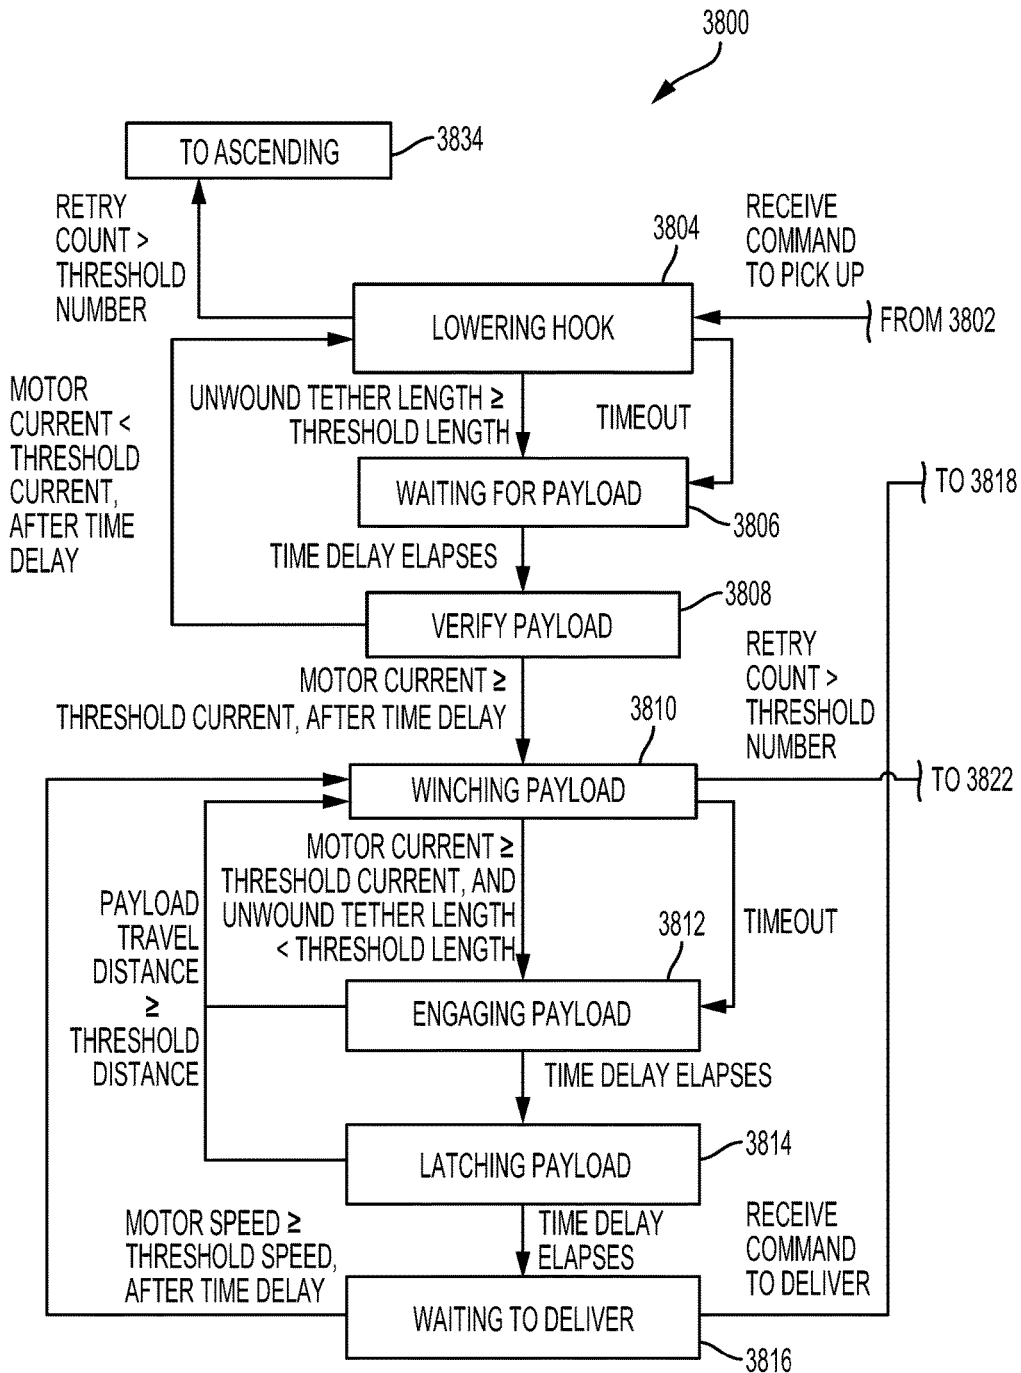 3800
TO ASCENDING
3834
RETRY
COUNT >
THRESHOLD
NUMBER
3804
RECEIVE
COMMAND
TO PICK UP
LOWERING HOOK
FROM 3802
MOTOR
CURRENT <
THRESHOLD
CURRENT,
AFTER TIME
DELAY
UNWOUND TETHER LENGTH ≥
THRESHOLD LENGTH
TIMEOUT
WAITING FOR PAYLOAD
3806
TO 3818
TIME DELAY ELAPSES
VERIFY PAYLOAD
3808
MOTOR CURRENT ≥
THRESHOLD CURRENT, AFTER TIME DELAY
RETRY
COUNT >
THRESHOLD
NUMBER
3810
WINCHING PAYLOAD
TO 3822
MOTOR CURRENT ≥
THRESHOLD CURRENT, AND
UNWOUND TETHER LENGTH
< THRESHOLD LENGTH
PAYLOAD
TRAVEL
DISTANCE
≥
THRESHOLD
DISTANCE
3812
TIMEOUT
ENGAGING PAYLOAD
TIME DELAY ELAPSES
LATCHING PAYLOAD
3814
MOTOR SPEED ≥
THRESHOLD SPEED,
AFTER TIME DELAY
TIME DELAY
ELAPSES
RECEIVE
COMMAND
TO DELIVER
WAITING TO DELIVER
3816